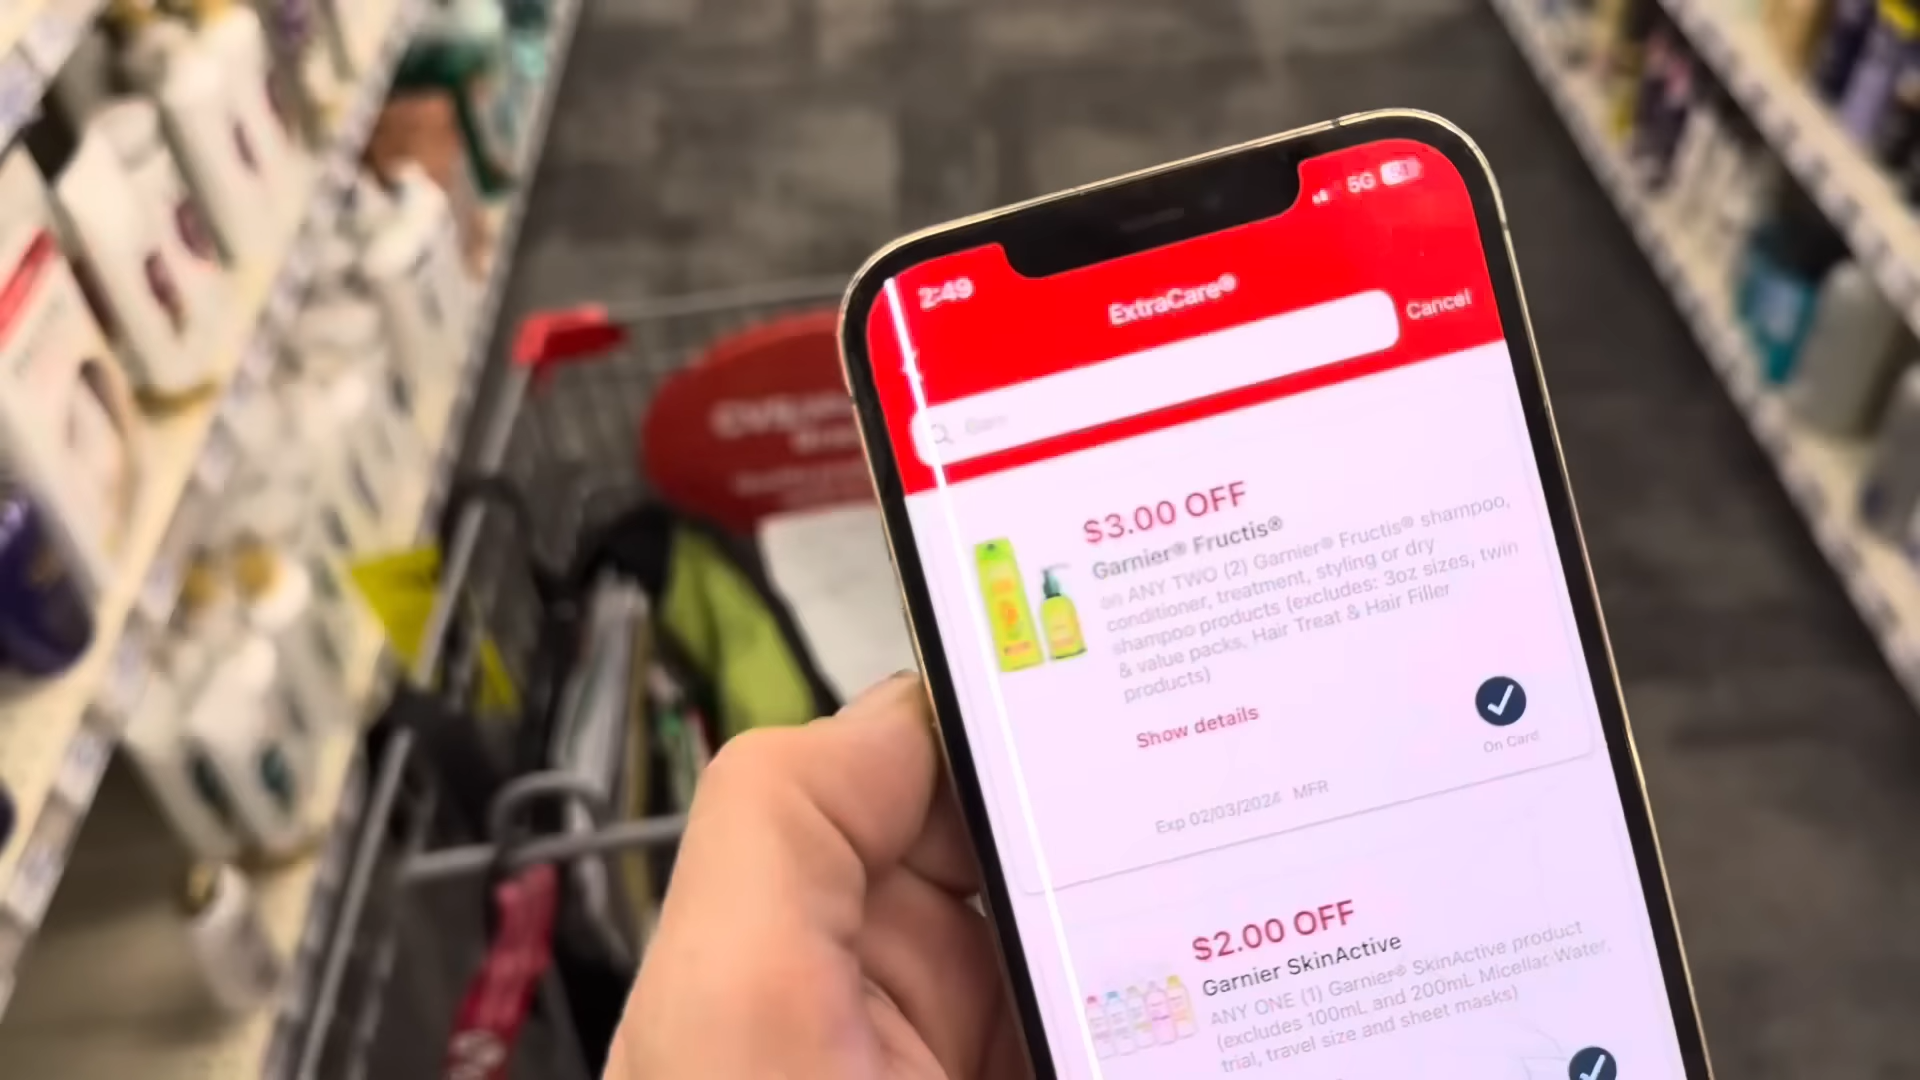 2:49
5G
ExtraCare®
Cancel
$3.00 OFF
Garnier® Fructis®
on ANY TWO (2) Garnier® Fructis® shampoo,
conditioner, treatment, styling or dry
shampoo products (excludes: 3oz sizes, twin
& value packs, Hair Treat & Hair Filler
products)
Show details
On Card
Exp 02/03/2024 MFR
$2.00 OFF
Garnier SkinActive
ANY ONE (1) Garnier® SkinActive product
(excludes 100mL and 200mL Micellar Water,
trial, travel size and sheet masks)